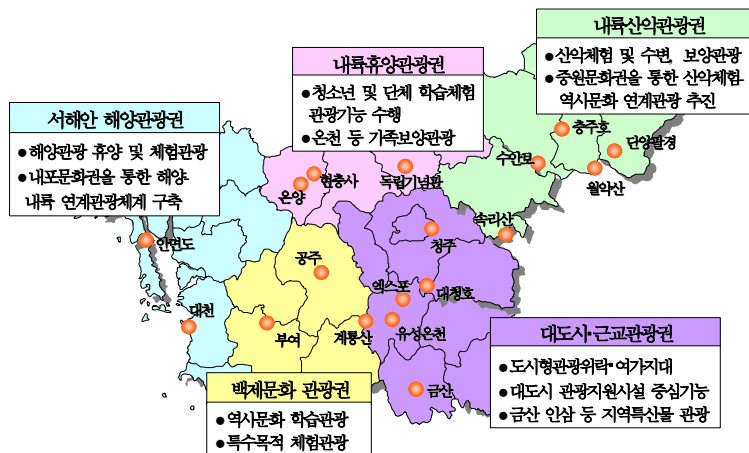 내륙산악관광권
●산악체험 및 수변, 보양관광
●중원문화권을 통한 산악체험·
역사문화 연계관광 추진
내륙휴양관광권
●청소년 및 단체 학습체험
관광기능 수행
●온천 등 가족보양관광
서해안 해양관광권
●해양관광 휴양 및 체험관광
●내포문화권을 통한 해양·
내륙 연계관광체계 구축
충주호
단양팔경
수안보
월악산
현충사
온양
독립기념관
속리산
청주
안면도
공주
엑스포
대청호
대천
부여
계룡산
유성온천
금산
대도시·근교관광권
●도시형관광위락·여가지대
●대도시 관광지원시설 중심기능
●금산 인삼 등 지역특산물 관광
백제문화 관광권
●역사문화 학습관광
●특수목적 체험관광